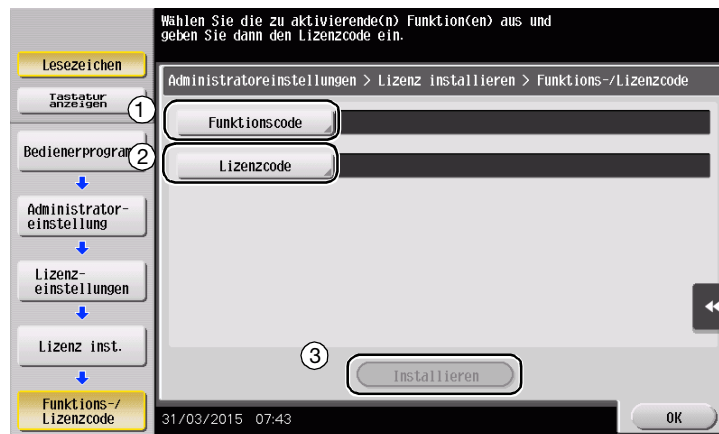 Wählen Sie die zu aktivierende(n) Funktion(en) aus und
geben Sie dann den Lizenzcode ein.
Lesezeichen
Tastatur
anzeigen
Administratoreinstellungen > Lizenz installieren > Funktions-/Lizenzcode
1
Funktionscode
Bedienerprogram
2
Lizenzcode
Administrator-
einstellung
Lizenz-
einstellungen
Lizenz inst.
3
Installieren
Funktions-/
Lizenzcode
31/03/2015 07:43
OK